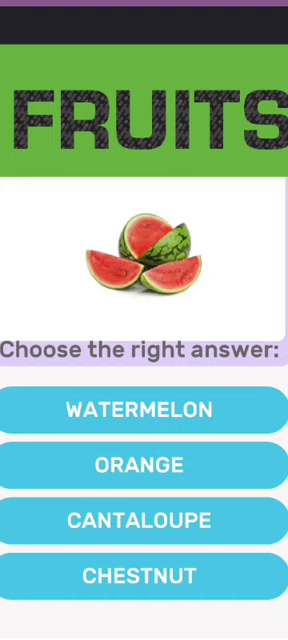 FRUITS
Choose the right answer:
WATERMELON
ORANGE
CANTALOUPE
CHESTNUT